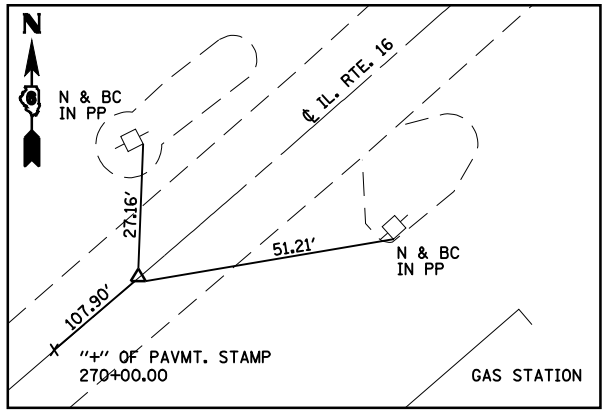 N
6
N & BC
IN PP
℄ IL. RTE. 16
27.16'
51.21'
N & BC
IN PP
107.90'
"+" OF PAVMT. STAMP
270+00.00
GAS STATION